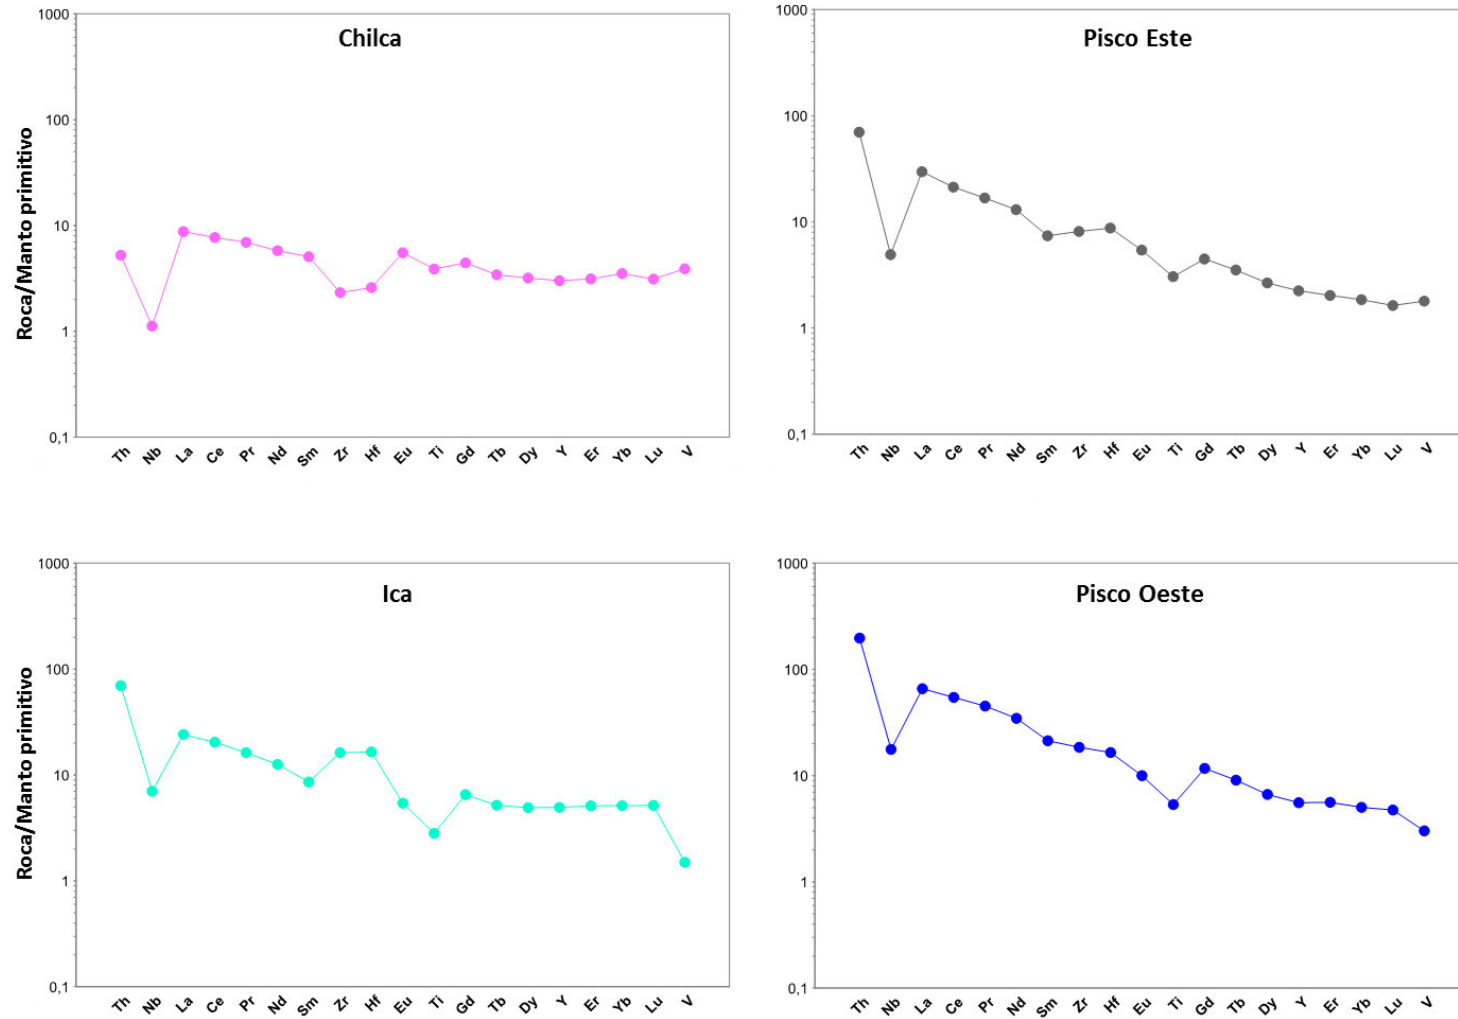 Chilca
Roca/Manto primitivo
1000
100
10
1
0,1
Th Nb La Ce Pr Nd Sm Zr Hf Eu Ti Gd Tb Dy Y Er Yb Lu V
Pisco Este
1000
100
10
1
0,1
Th Nb La Ce Pr Nd Sm Zr Hf Eu Ti Gd Tb Dy Y Er Yb Lu V
Ica
Roca/Manto primitivo
1000
100
10
1
0,1
Th Nb La Ce Pr Nd Sm Zr Hf Eu Ti Gd Tb Dy Y Er Yb Lu V
Pisco Oeste
1000
100
10
1
0,1
Th Nb La Ce Pr Nd Sm Zr Hf Eu Ti Gd Tb Dy Y Er Yb Lu V